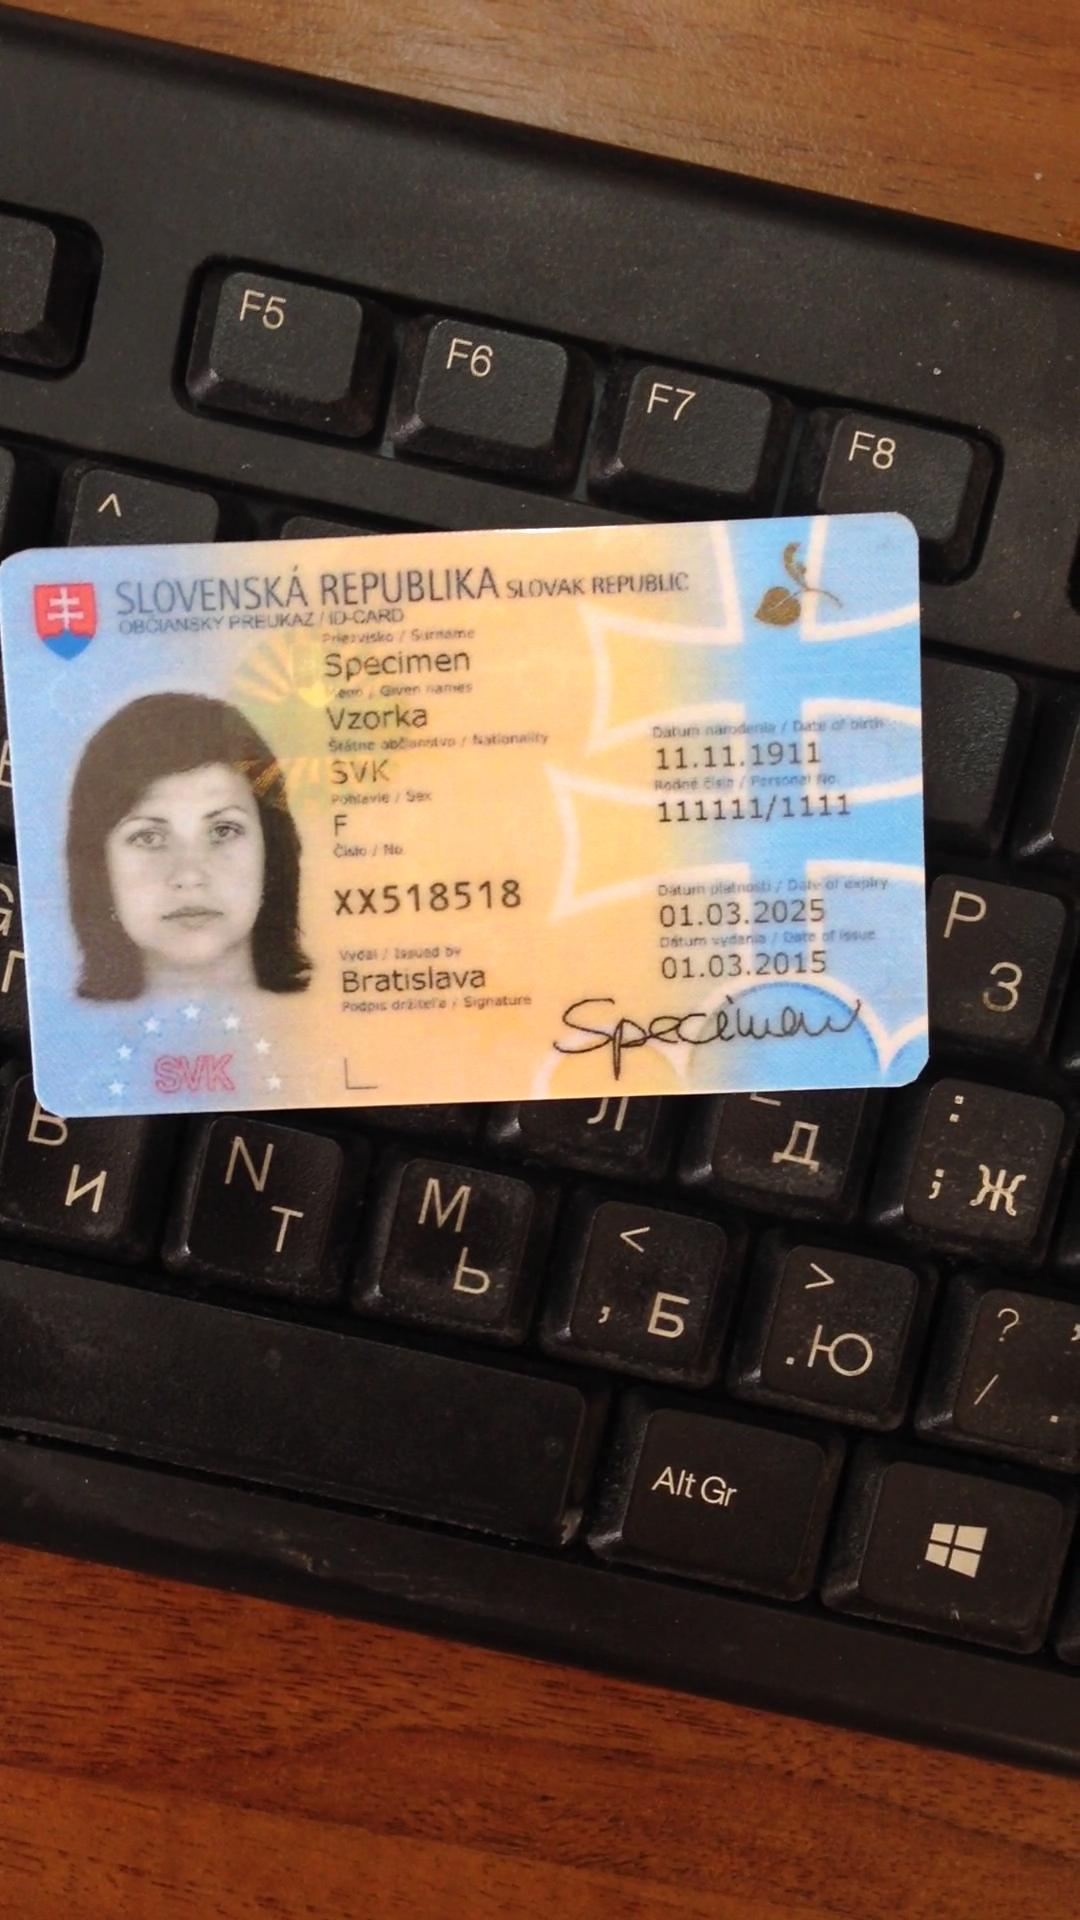 F5
F6
F7
F8
^
SLOVENSKÁ REPUBLIKA SLOVAK REPUBLIC
OBČIANSKY PREUKAZ / ID-CARD
Priezvisko / Surname
Specimen
Meno / Given names
Vzorka
Štátne občianstvo / Nationality
SVK
Pohlavie / Sex
F
Číslo / No.
XX518518
Vydal / Issued by
Bratislava
Podpis držiteľa / Signature
Dátum narodenia / Date of birth
11.11.1911
Rodné číslo / Personal No.
111111/1111
Dátum platnosti / Date of expiry
01.03.2025
Dátum vydania / Date of issue
01.03.2015
Specimen
SVK
P
З
Л
Д
:
; Ж
B
И
N
Т
M
Ь
<
, Б
>
. Ю
?
/ .
Alt Gr